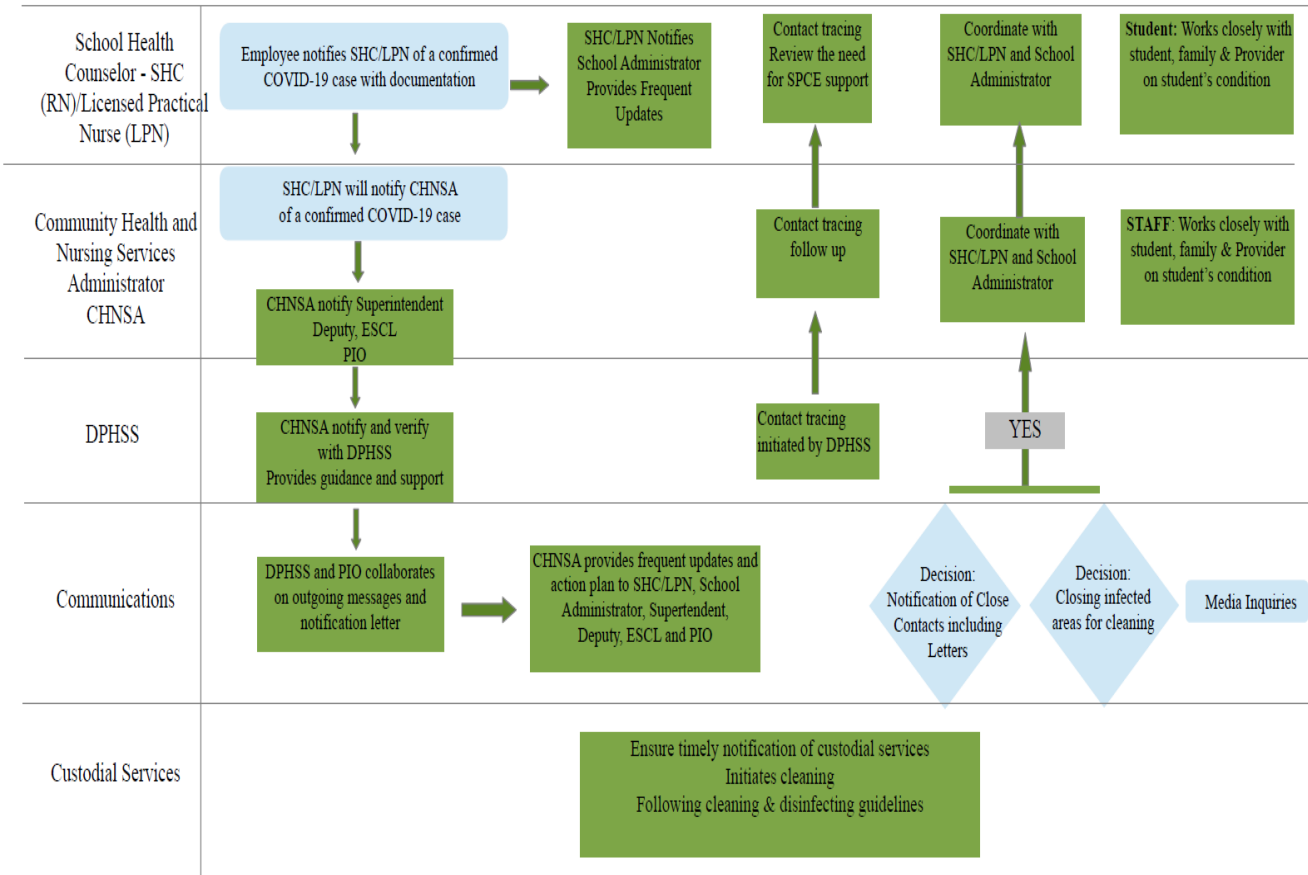 School Health
Counselor - SHC
(RN)/Licensed Practical
Nurse (LPN)
Employee notifies SHC/LPN of a confirmed
COVID-19 case with documentation
SHC/LPN Notifies
School Administrator
Provides Frequent
Updates
Contact tracing
Review the need
for SPCE support
Coordinate with
SHC/LPN and School
Administrator
Student: Works closely with
student, family & Provider
on student's condition
Community Health and
Nursing Services
Administrator
CHNSA
SHC/LPN will notify CHNSA
of a confirmed COVID-19 case
CHNSA notify Superintendent
Deputy, ESCL
PIO
Contact tracing
follow up
Coordinate with
SHC/LPN and School
Administrator
STAFF: Works closely with
student, family & Provider
on student's condition
DPHSS
CHNSA notify and verify
with DPHSS
Provides guidance and support
Contact tracing
initiated by DPHSS
YES
Communications
DPHSS and PIO collaborates
on outgoing messages and
notification letter
CHNSA provides frequent updates and
action plan to SHC/LPN, School
Administrator, Supertendent,
Deputy, ESCL and PIO
Decision:
Notification of Close
Contacts including
Letters
Decision:
Closing infected
areas for cleaning
Media Inquiries
Custodial Services
Ensure timely notification of custodial services
Initiates cleaning
Following cleaning & disinfecting guidelines